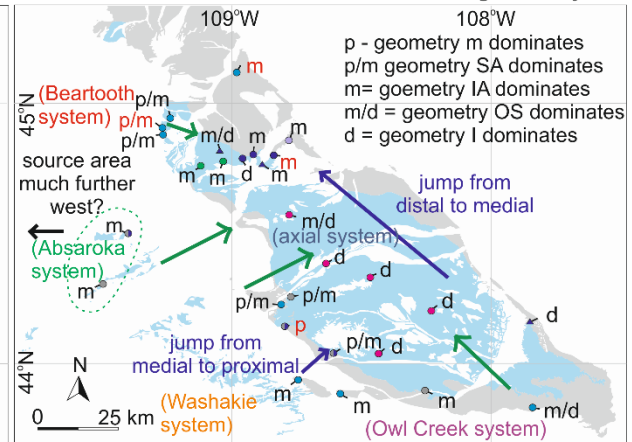 109°W
108°W
45°N
44°N
p - geometry m dominates
p/m geometry SA dominates
m= goemetry IA dominates
m/d = geometry OS dominates
d = geometry I dominates
m
(Beartooth
system)
p/m
p/m
p/m
m/d
m
m
m
m
d
m
m
source area
much further
west?
m
(Absaroka
system)
m
jump from
distal to medial
m/d
(axial system)
d
d
d
d
p/m
p/m
p
p/m
d
jump from
medial to proximal
N
0
25 km
m
(Washakie
system)
m
m
m/d
(Owl Creek system)